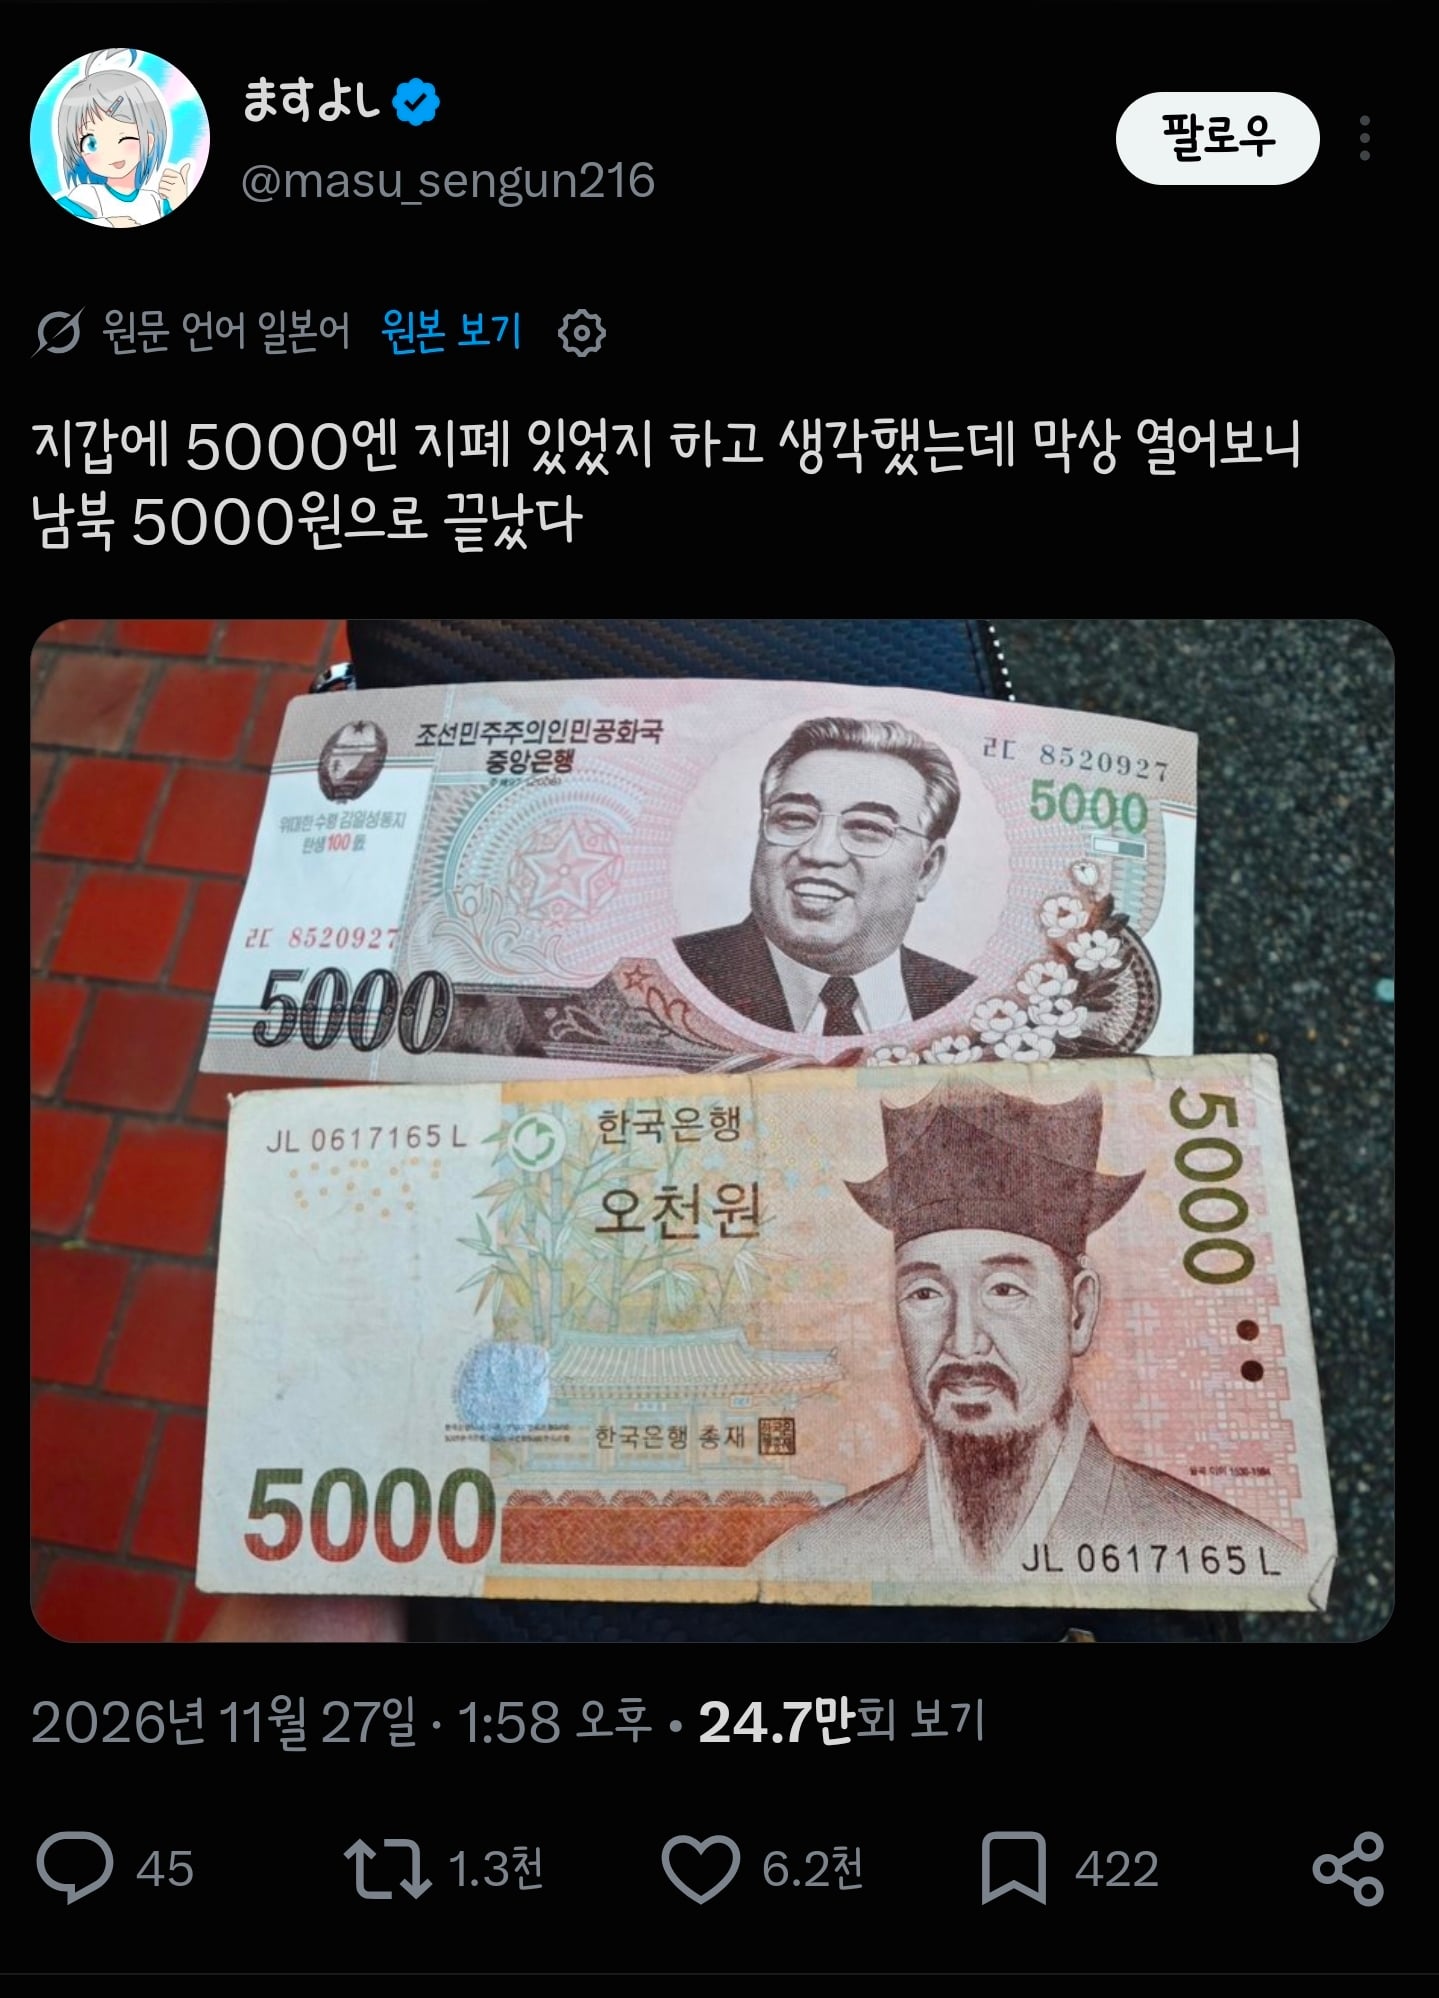 ますよし
@masu_sengun216
팔로우
원문 언어 일본어 원본 보기
지갑에 5000엔 지폐 있었지 하고 생각했는데 막상 열어보니
남북 5000원으로 끝났다
조선민주주의인민공화국
중앙은행
ㄹㄷ 8520927
5000
위대한 수령 김일성동지
탄생 100돐
ㄹㄷ 8520927
5000
JL 0617165 L
한국은행
오천원
5000
한국은행 총재
5000
JL 0617165 L
2026년 11월 27일 · 1:58 오후 • 24.7만회 보기
45 1.3천 6.2천 422